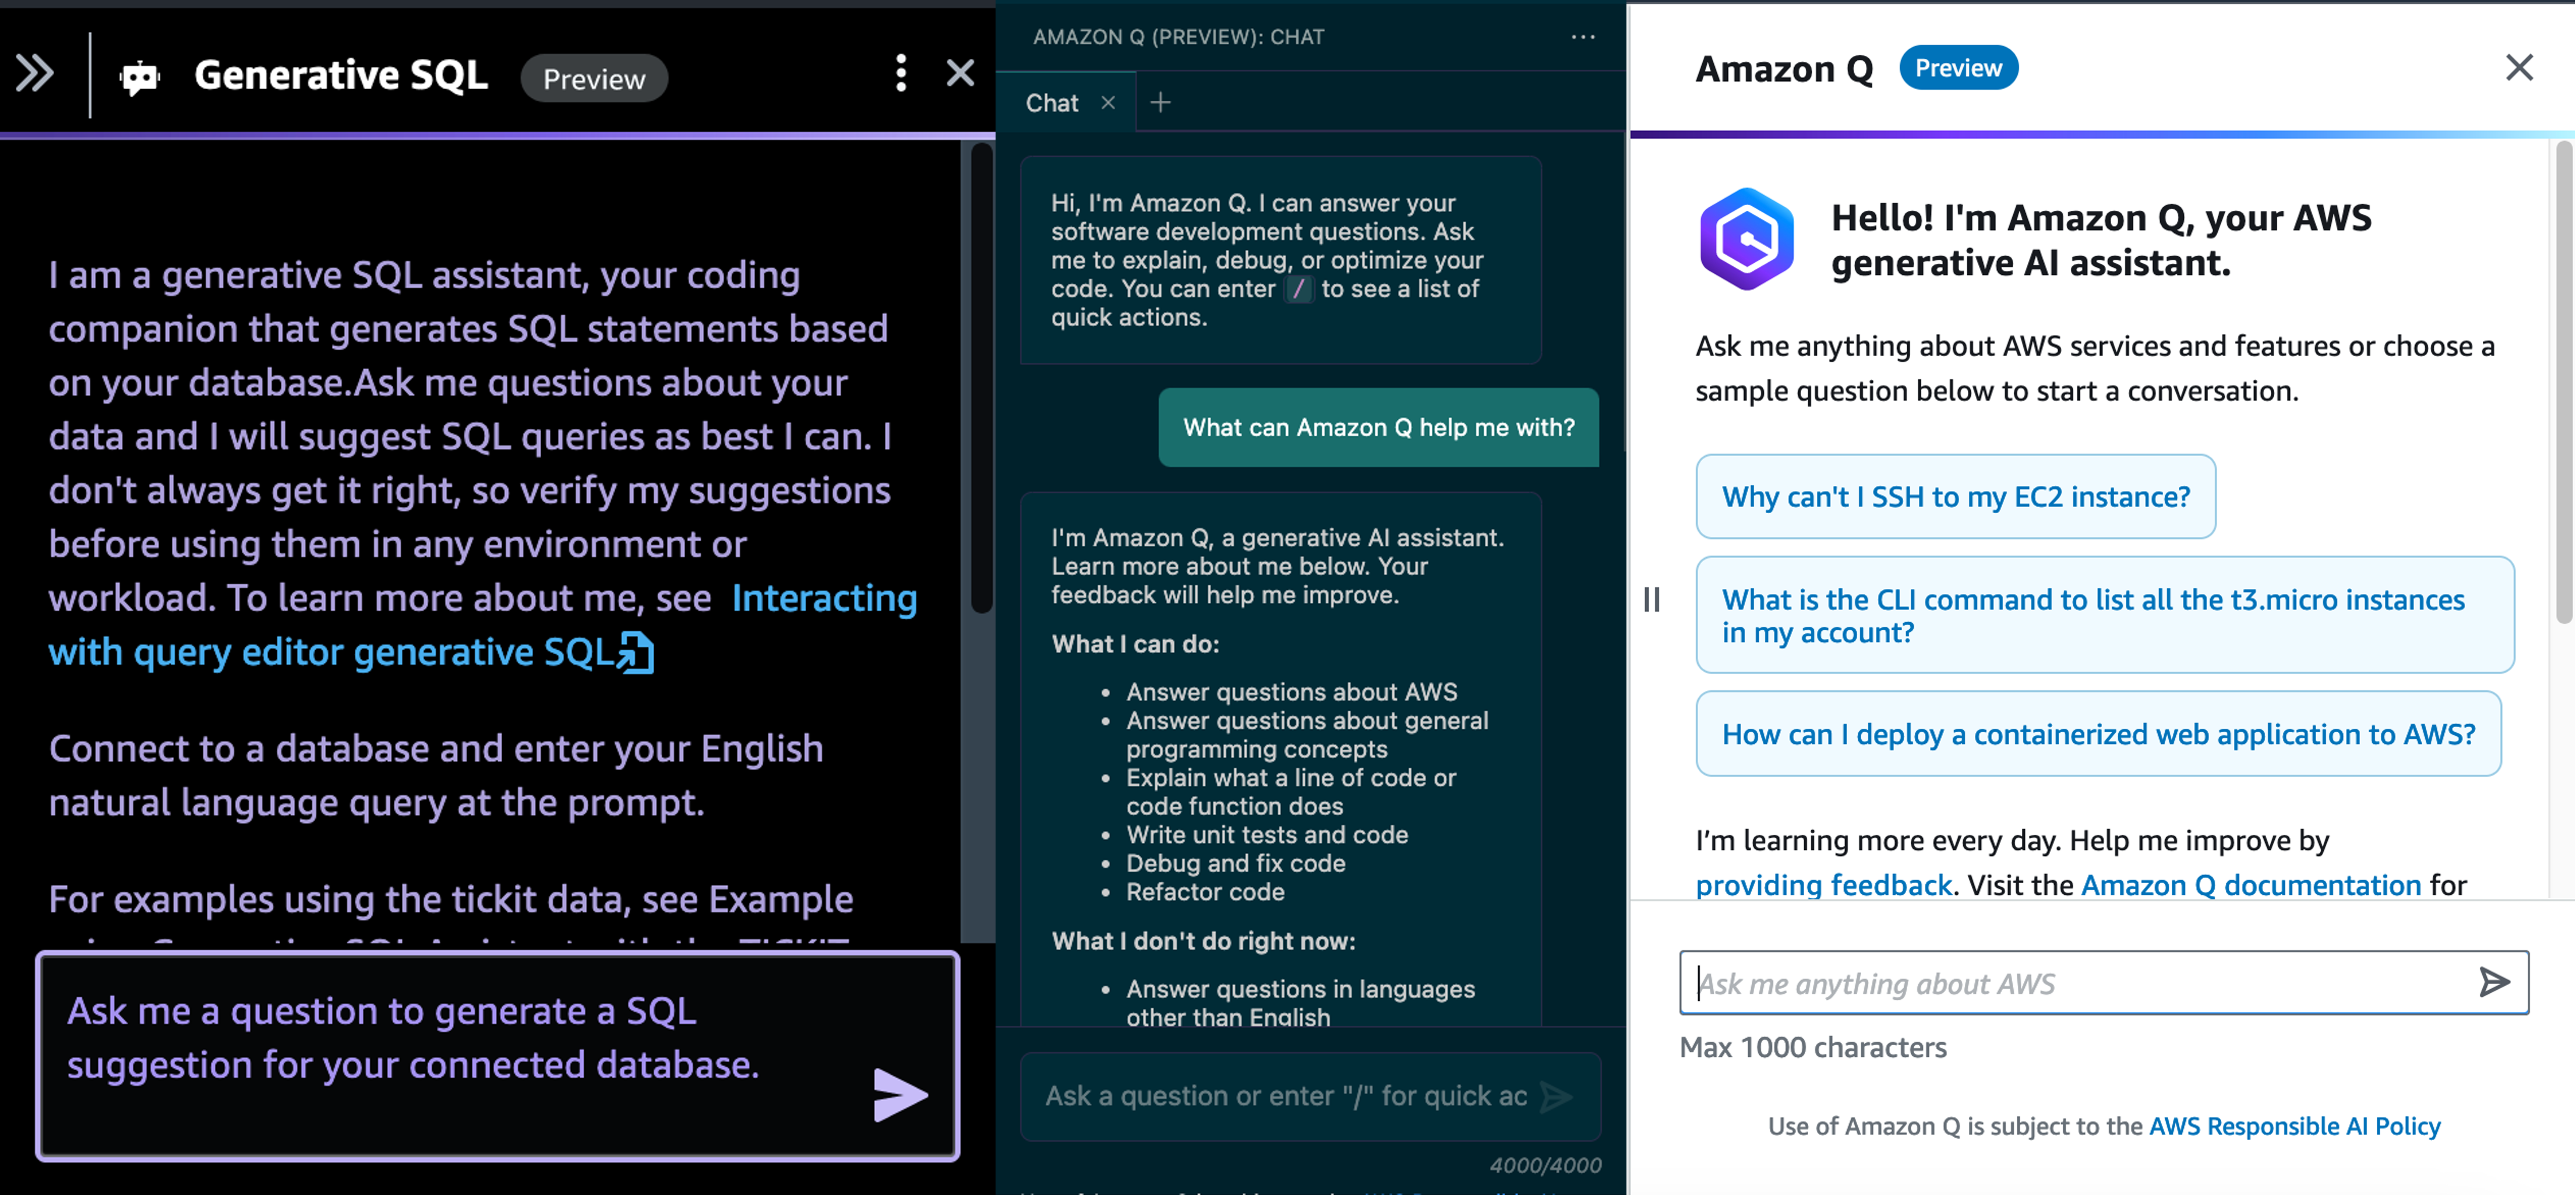 Generative SQL Preview
I am a generative SQL assistant, your coding
companion that generates SQL statements based
on your database.Ask me questions about your
data and I will suggest SQL queries as best I can. I
don't always get it right, so verify my suggestions
before using them in any environment or
workload. To learn more about me, see Interacting
with query editor generative SQL
Connect to a database and enter your English
natural language query at the prompt.
For examples using the tickit data, see Example
Ask me a question to generate a SQL
suggestion for your connected database.
AMAZON Q (PREVIEW): CHAT
Chat
Hi, I'm Amazon Q. I can answer your
software development questions. Ask
me to explain, debug, or optimize your
code. You can enter / to see a list of
quick actions.
What can Amazon Q help me with?
I'm Amazon Q, a generative AI assistant.
Learn more about me below. Your
feedback will help me improve.
What I can do:
• Answer questions about AWS
• Answer questions about general
programming concepts
• Explain what a line of code or
code function does
• Write unit tests and code
• Debug and fix code
• Refactor code
What I don't do right now:
• Answer questions in languages
other than English
Ask a question or enter "/" for quick ac
4000/4000
Amazon Q Preview
Hello! I'm Amazon Q, your AWS
generative AI assistant.
Ask me anything about AWS services and features or choose a
sample question below to start a conversation.
Why can't I SSH to my EC2 instance?
What is the CLI command to list all the t3.micro instances
in my account?
How can I deploy a containerized web application to AWS?
I’m learning more every day. Help me improve by
providing feedback. Visit the Amazon Q documentation for
Ask me anything about AWS
Max 1000 characters
Use of Amazon Q is subject to the AWS Responsible AI Policy